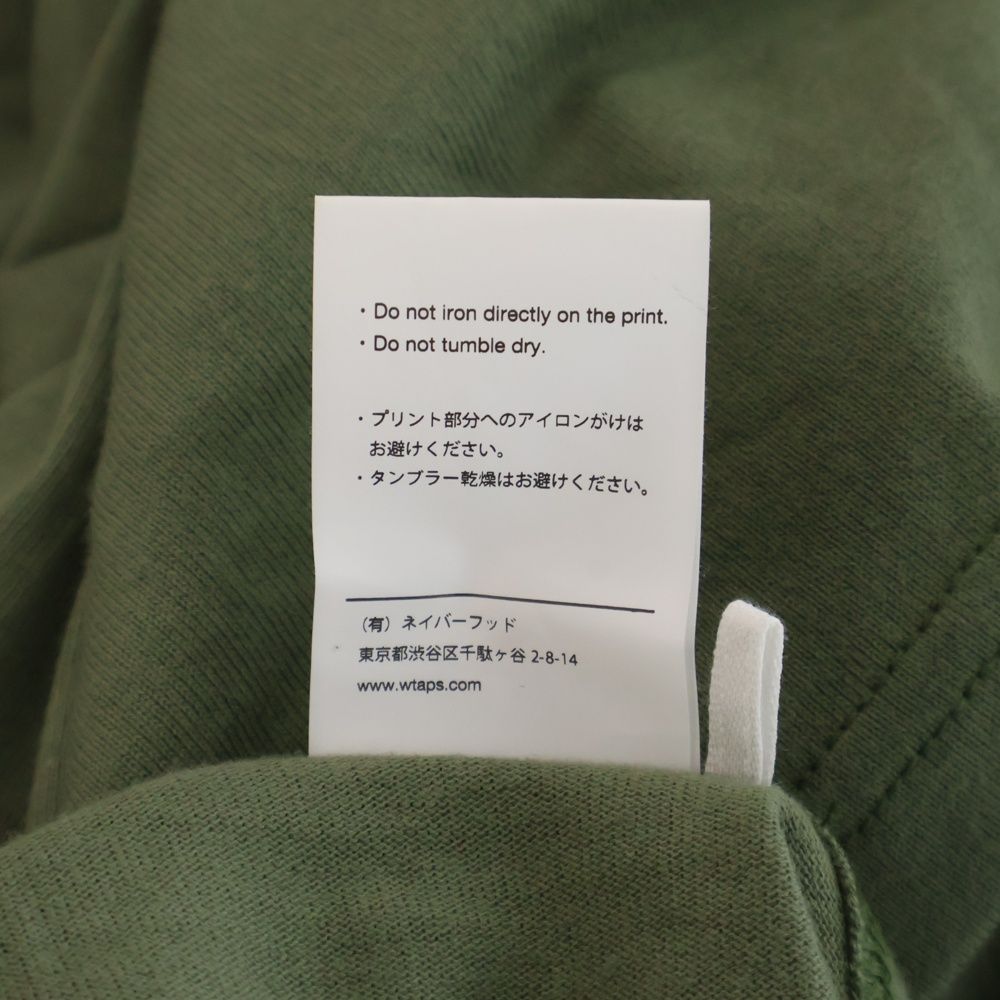 ・Do not iron directly on the print.
・Do not tumble dry.
・プリント部分へのアイロンがけは
お避けください。
・タンブラー乾燥はお避けください。
(有) ネイバーフッド
東京都渋谷区千駄ヶ谷 2-8-14
www.wtaps.com